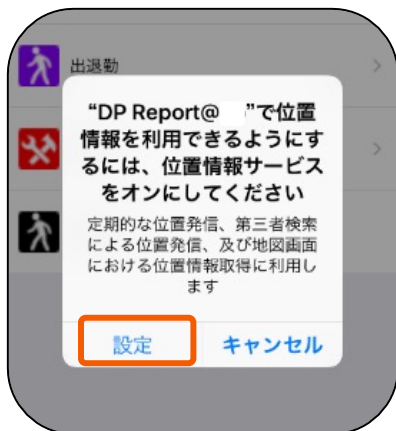 出退勤
“DP Report@ ”で位置
情報を利用できるようにす
るには、位置情報サービス
をオンにしてください
定期的な位置発信、第三者検索
による位置発信、及び地図画面
における位置情報取得に利用し
ます
設定 キャンセル